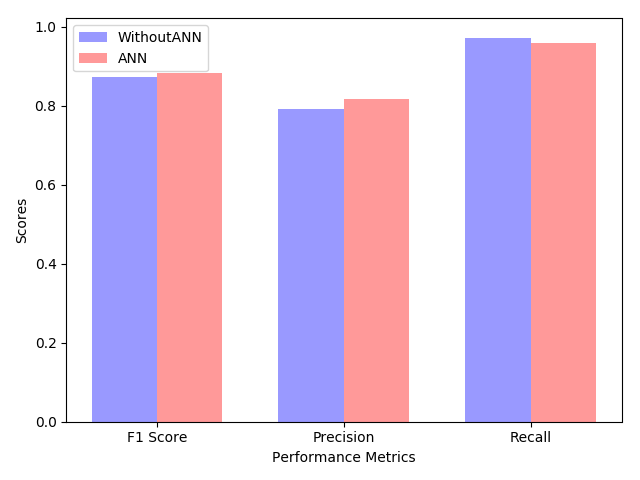 WithoutANN
ANN
1.0
0.8
0.6
0.4
0.2
0.0
Scores
F1 Score
Precision
Recall
Performance Metrics